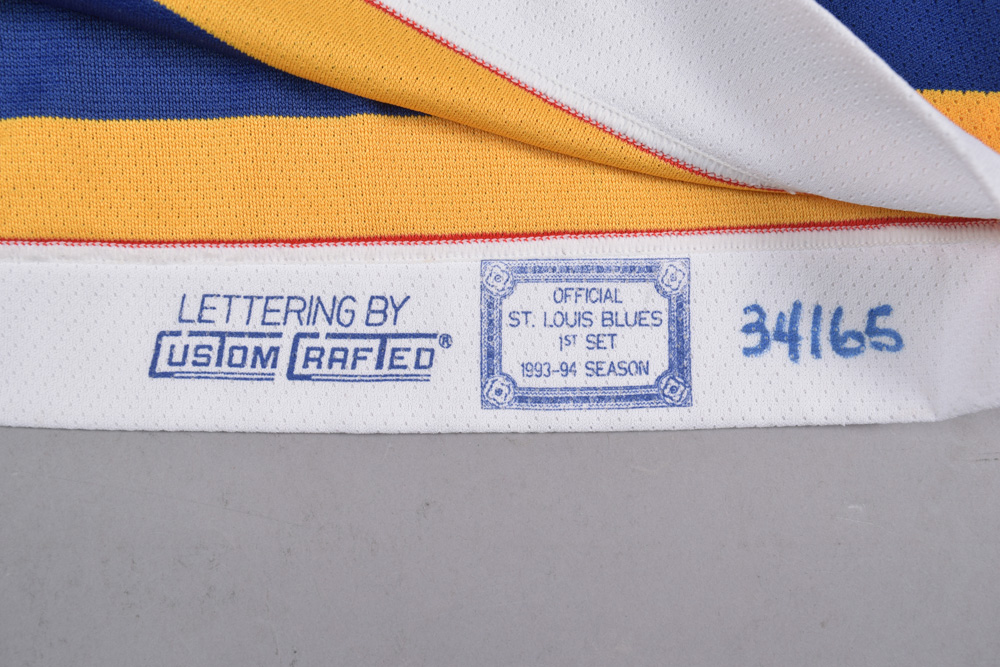 LETTERING BY
CUSTOM CRAFTED®
OFFICIAL
ST. LOUIS BLUES
1ST SET
1993-94 SEASON
34165